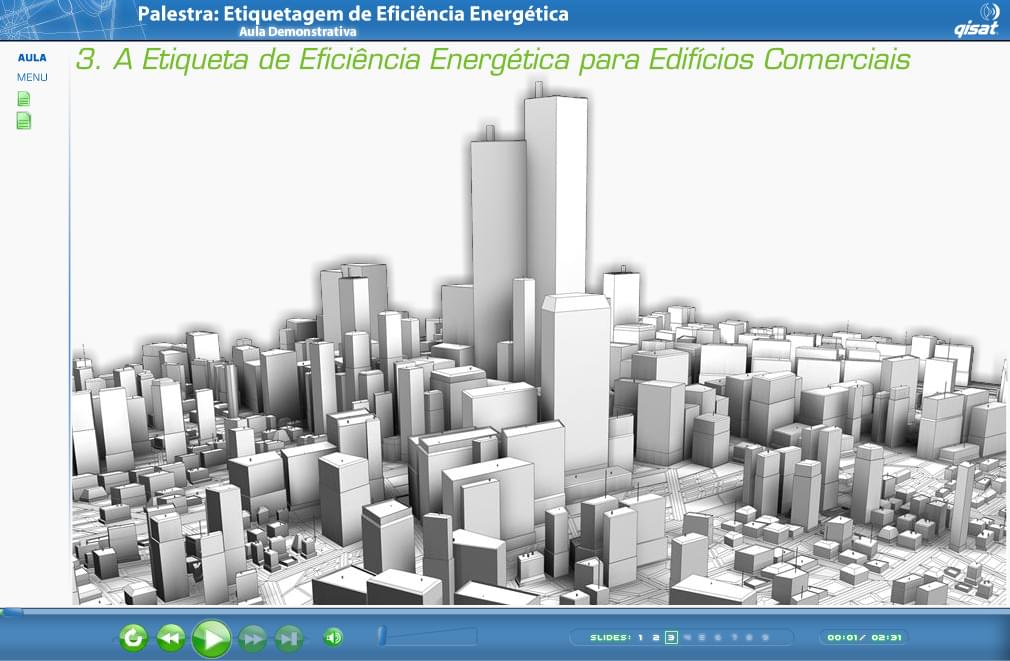 Palestra: Etiquetagem de Eficiência Energética
Aula Demonstrativa
qisat
AULA
MENU
3. A Etiqueta de Eficiência Energética para Edifícios Comerciais
SLIDES: 1 2 3 4 5 6 7 8 9
00:01/ 02:31